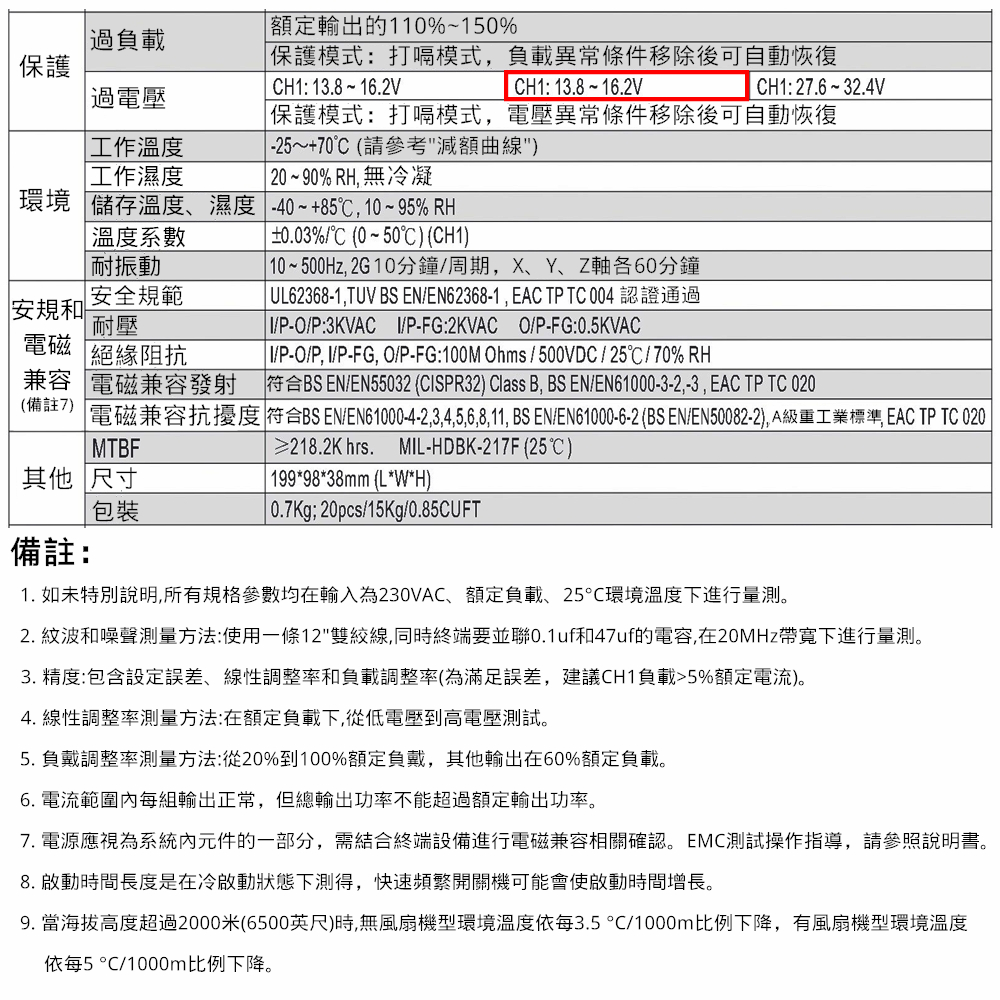 保護
過負載
額定輸出的110%~150%
保護模式：打嗝模式，負載異常條件移除後可自動恢復
過電壓
CH1: 13.8 ~ 16.2V CH1: 13.8 ~ 16.2V CH1: 27.6 ~ 32.4V
保護模式：打嗝模式，電壓異常條件移除後可自動恢復
環境
工作溫度 -25～+70℃ (請參考"減額曲線")
工作濕度 20 ~ 90% RH, 無冷凝
儲存溫度、濕度 -40 ~ +85℃, 10 ~ 95% RH
溫度系數 ±0.03%/℃ (0 ~ 50℃) (CH1)
耐振動 10 ~ 500Hz, 2G 10分鐘/周期，X、Y、Z軸各60分鐘
安規和
電磁
兼容
(備註7)
安全規範 UL62368-1,TUV BS EN/EN62368-1 , EAC TP TC 004 認證通過
耐壓 I/P-O/P:3KVAC I/P-FG:2KVAC O/P-FG:0.5KVAC
絕緣阻抗 I/P-O/P, I/P-FG, O/P-FG:100M Ohms / 500VDC / 25℃/ 70% RH
電磁兼容發射 符合BS EN/EN55032 (CISPR32) Class B, BS EN/EN61000-3-2,-3 , EAC TP TC 020
電磁兼容抗擾度 符合BS EN/EN61000-4-2,3,4,5,6,8,11, BS EN/EN61000-6-2 (BS EN/EN50082-2), A級重工業標準, EAC TP TC 020
其他
MTBF ≥218.2K hrs. MIL-HDBK-217F (25℃)
尺寸 199*98*38mm (L*W*H)
包裝 0.7Kg; 20pcs/15Kg/0.85CUFT
備註：
1. 如未特別說明,所有規格參數均在輸入為230VAC、額定負載、25°C環境溫度下進行量測。
2. 紋波和噪聲測量方法:使用一條12"雙絞線,同時終端要並聯0.1uf和47uf的電容,在20MHz帶寬下進行量測。
3. 精度:包含設定誤差、線性調整率和負載調整率(為滿足誤差，建議CH1負載>5%額定電流)。
4. 線性調整率測量方法:在額定負載下,從低電壓到高電壓測試。
5. 負戴調整率測量方法:從20%到100%額定負戴，其他輸出在60%額定負載。
6. 電流範圍內每組輸出正常，但總輸出功率不能超過額定輸出功率。
7. 電源應視為系統內元件的一部分，需結合終端設備進行電磁兼容相關確認。EMC測試操作指導，請參照說明書。
8. 啟動時間長度是在冷啟動狀態下測得，快速頻繁開關機可能會使啟動時間增長。
9. 當海拔高度超過2000米(6500英尺)時,無風扇機型環境溫度依每3.5 °C/1000m比例下降，有風扇機型環境溫度
依每5 °C/1000m比例下降。